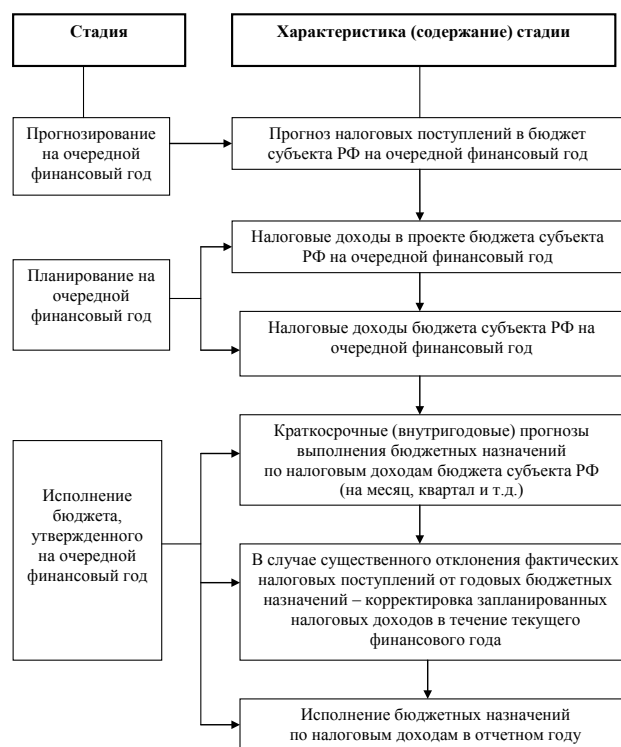 Стадия
Характеристика (содержание) стадии
Прогнозирование
на очередной
финансовый год
Прогноз налоговых поступлений в бюджет
субъекта РФ на очередной финансовый год
Планирование на
очередной
финансовый год
Налоговые доходы в проекте бюджета субъекта
РФ на очередной финансовый год
Налоговые доходы бюджета субъекта РФ на
очередной финансовый год
Исполнение
бюджета,
утвержденного
на очередной
финансовый год
Краткосрочные (внутригодовые) прогнозы
выполнения бюджетных назначений
по налоговым доходам бюджета субъекта РФ
(на месяц, квартал и т.д.)
В случае существенного отклонения фактических
налоговых поступлений от годовых бюджетных
назначений – корректировка запланированных
налоговых доходов в течение текущего
финансового года
Исполнение бюджетных назначений
по налоговым доходам в отчетном году